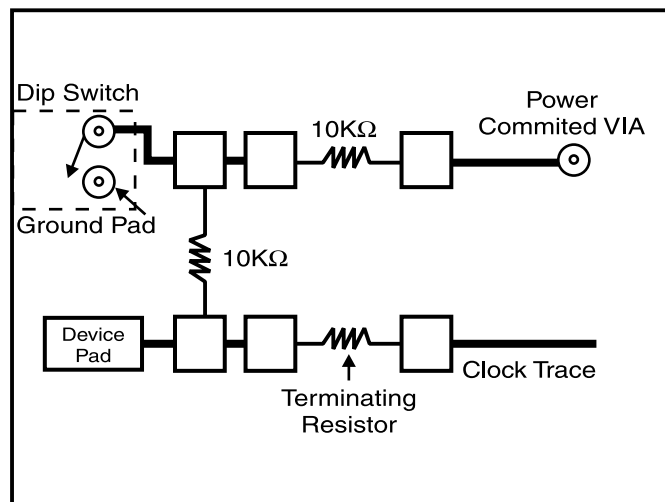 Dip Switch
Power
Commited VIA
10KΩ
Ground Pad
10KΩ
Device
Pad
Clock Trace
Terminating
Resistor